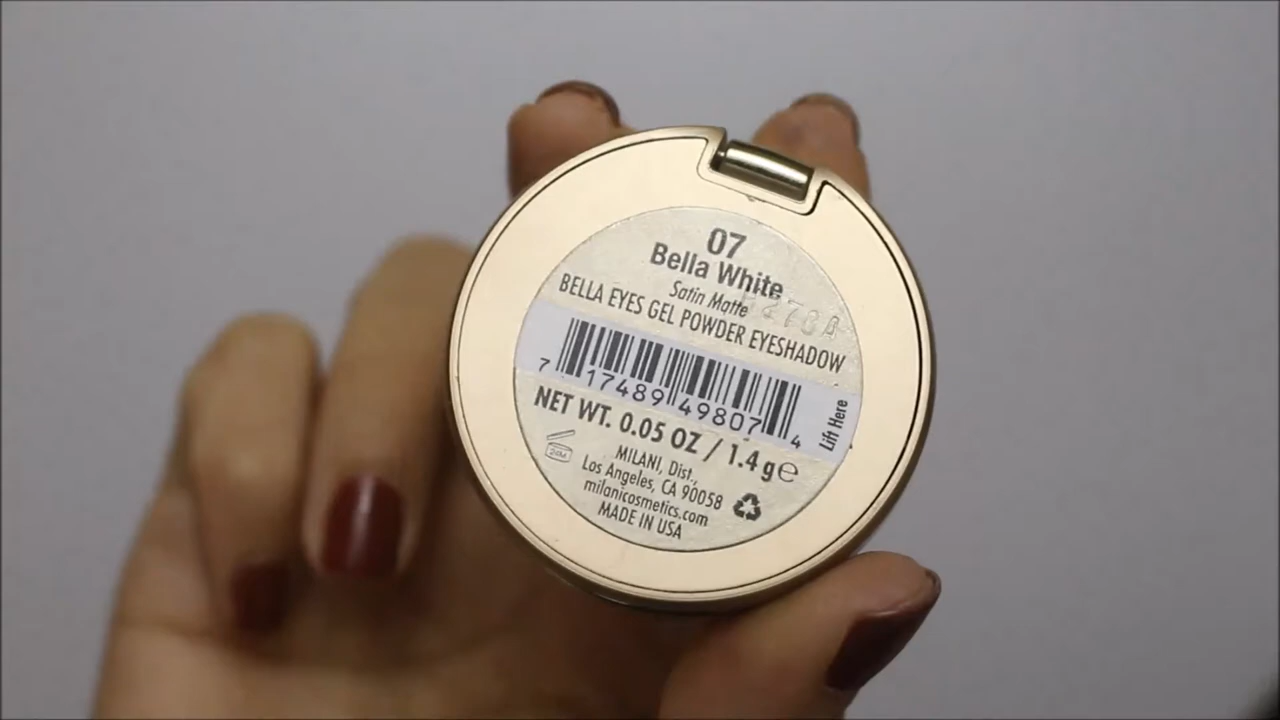 07
Bella White
Satin Matte
BELLA EYES GEL POWDER EYESHADOW
7 17489 49807 4
Lift Here
NET WT. 0.05 OZ / 1.4 g e
24M
MILANI, Dist.,
Los Angeles, CA 90058
milanicosmetics.com
MADE IN USA